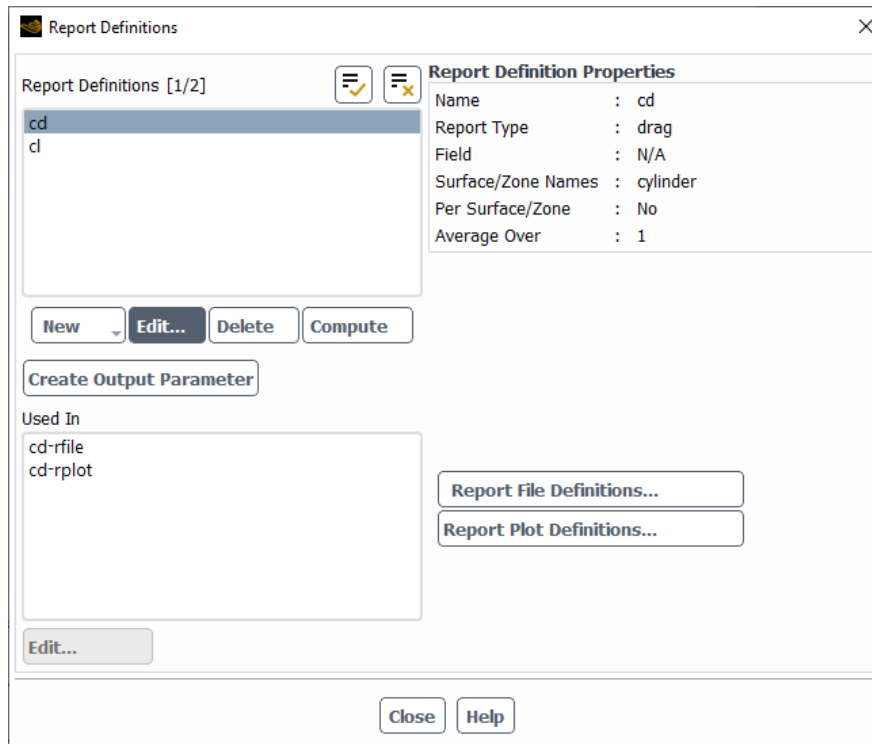 Report Definitions
Report Definitions [1/2]
cd
cl
New
Edit...
Delete
Compute
Create Output Parameter
Used In
cd-rfile
cd-rplot
Edit...
Report Definition Properties
Name : cd
Report Type : drag
Field : N/A
Surface/Zone Names : cylinder
Per Surface/Zone : No
Average Over : 1
Report File Definitions...
Report Plot Definitions...
Close
Help